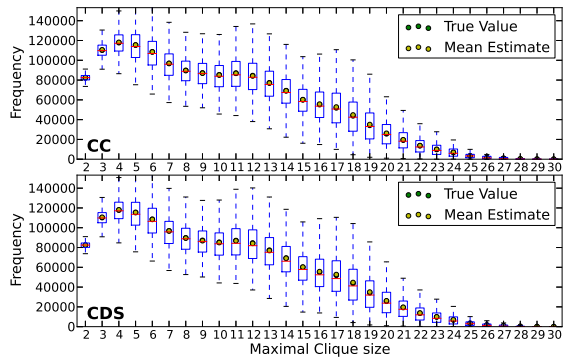 140000
120000
100000
80000
60000
40000
20000
0
Frequency
True Value
Mean Estimate
CC
2 3 4 5 6 7 8 9 10 11 12 13 14 15 16 17 18 19 20 21 22 23 24 25 26 27 28 29 30
140000
120000
100000
80000
60000
40000
20000
0
Frequency
True Value
Mean Estimate
CDS
2 3 4 5 6 7 8 9 10 11 12 13 14 15 16 17 18 19 20 21 22 23 24 25 26 27 28 29 30
Maximal Clique size